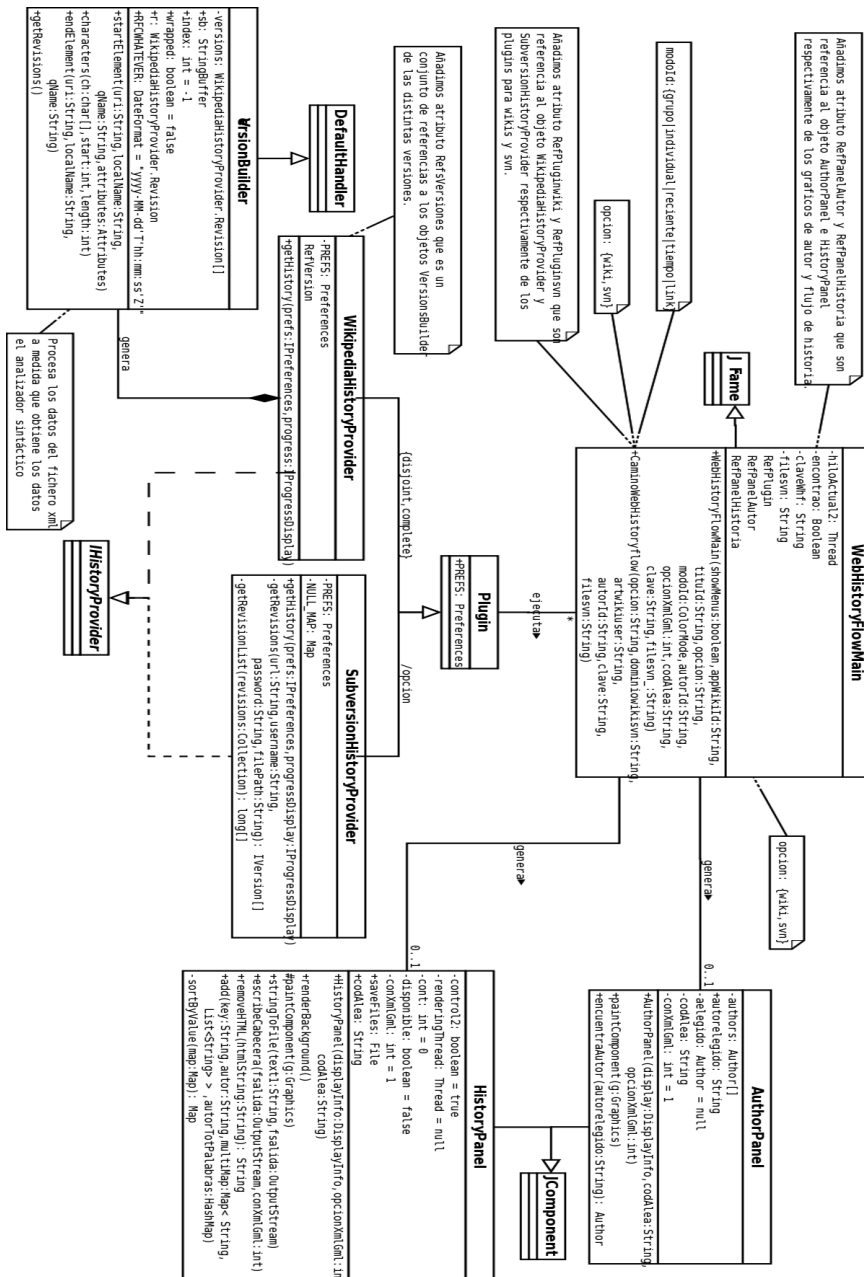 Añadimos atributo RefPanelAutor y RefPanelHistoria que son
referencia al objeto AuthorPanel e HistoryPanel
respectivamente de los graficos de autor y flujo de historia.
modoId:{grupo|individual|reciente|tiempo|link}
opcion: {wiki,svn}
Añadimos atributo RefPluginwiki y RefPluginsvn que son
referencia al objeto WikipediaHistoryProvider y
SubversionHistoryProvider respectivamente de los
plugins para wikis y svn.
Añadimos atributo RefsVersiones que es un
conjunto de referencias a los objetos VersionsBuilder
de las distintas versiones.
J_Fame
WebHistoryFlowMain
-hiloActual2: Thread
-encontrao: Boolean
-claveWhf: String
-filesvn: String
RefPlugin
RefPanelAutor
RefPanelHistoria
+WebHistoryFlowMain(showMenus:boolean,appWikiId:String,
tituId:String,opcion:String,
modoId:ColorMode,autorId:String,
opcionXmlGml:int,codAlea:String,
clave:String,filesvn_:String)
+CaminoWebHistoryflow(opcion:String,dominiowikisvn:String,
artwikiuser:String,
autorId:String,clave:String,
filesvn:String)
opcion: {wiki,svn}
ejecuta
*
Plugin
+PREFS: Preferences
{disjoint,complete}
/opcion
genera
0..1
genera
0..1
DefaultHandler
VrsionBuilder
-versions: WikipediaHistoryProvider.Revision[]
+sb: StringBuffer
+index: int = -1
+wrapped: boolean = false
+r: WikipediaHistoryProvider.Revision
+RFCWHATEVER: DateFormat = "yyyy-MM-dd'T'hh:mm:ss'Z'"
+startElement(uri:String,localName:String,
qName:String,attributes:Attributes)
+characters(ch:char[],start:int,length:int)
+endElement(uri:String,localName:String,
qName:String)
+getRevisions()
genera
Procesa los datos del fichero xml
a medida que obtiene los datos
el analizador sintáctico
WikipediaHistoryProvider
-PREFS: Preferences
RefVersion
+getHistory(prefs:IPreferences,progress:IProgressDisplay)
SubversionHistoryProvider
-PREFS: Preferences
-NULL_MAP: Map
+getHistory(prefs:IPreferences,progressDisplay:IProgressDisplay)
-getRevisions(url:String,username:String,
password:String,filePath:String): IVersion[]
-getRevisionList(revisions:Collection): long[]
IHistoryProvider
AuthorPanel
-authors: Author[]
+autorelegido: String
-aelegido: Author = null
-codAlea: String
-conXmlGml: int = 1
+AuthorPanel(display:DisplayInfo,codAlea:String,
opcionXmlGml:int)
+paintComponent(g:Graphics)
+encuentraAutor(autorelegido:String): Author
JComponent
HistoryPanel
-control2: boolean = true
-renderingThread: Thread = null
-cont: int = 0
-disponible: boolean = false
-conXmlGml: int = 1
+saveFiles: File
+codAlea: String
+HistoryPanel(displayInfo:DisplayInfo,opcionXmlGml:in
codAlea:String)
+renderBackground()
#paintComponent(g:Graphics)
+stringToFile(text1:String,fsalida:OutputStream)
+escribeCabecera(fsalida:OutputStream,conXmlGml:int)
+removeHTML(htmlString:String): String
+add(key:String,autor:String,multiMap:Map< String,
List<String> > ,autorTotPalabras:HashMap)
-sortByValue(map:Map): Map